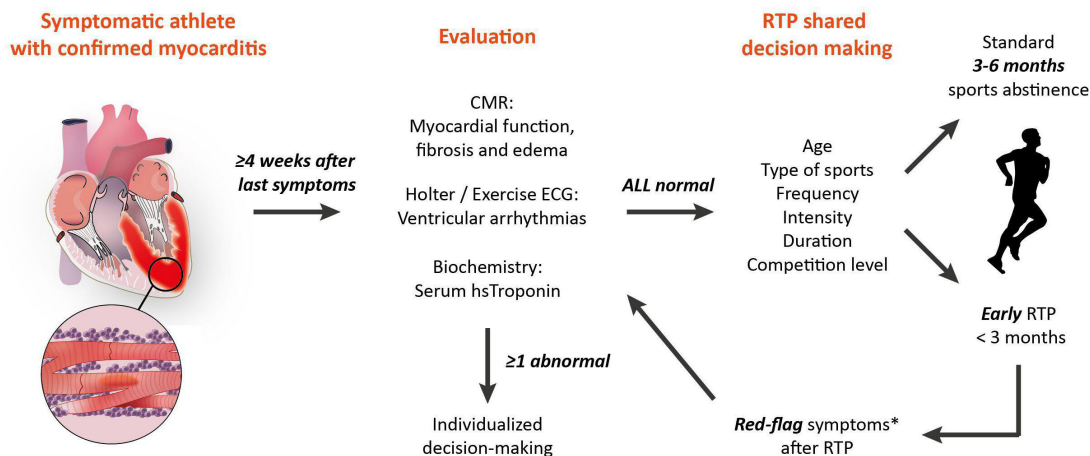 Symptomatic athlete
with confirmed myocarditis
≥4 weeks after
last symptoms
Evaluation
CMR:
Myocardial function,
fibrosis and edema
Holter / Exercise ECG:
Ventricular arrhythmias
Biochemistry:
Serum hsTroponin
≥1 abnormal
Individualized
decision-making
ALL normal
RTP shared
decision making
Age
Type of sports
Frequency
Intensity
Duration
Competition level
Standard
3-6 months
sports abstinence
Early RTP
< 3 months
Red-flag symptoms*
after RTP